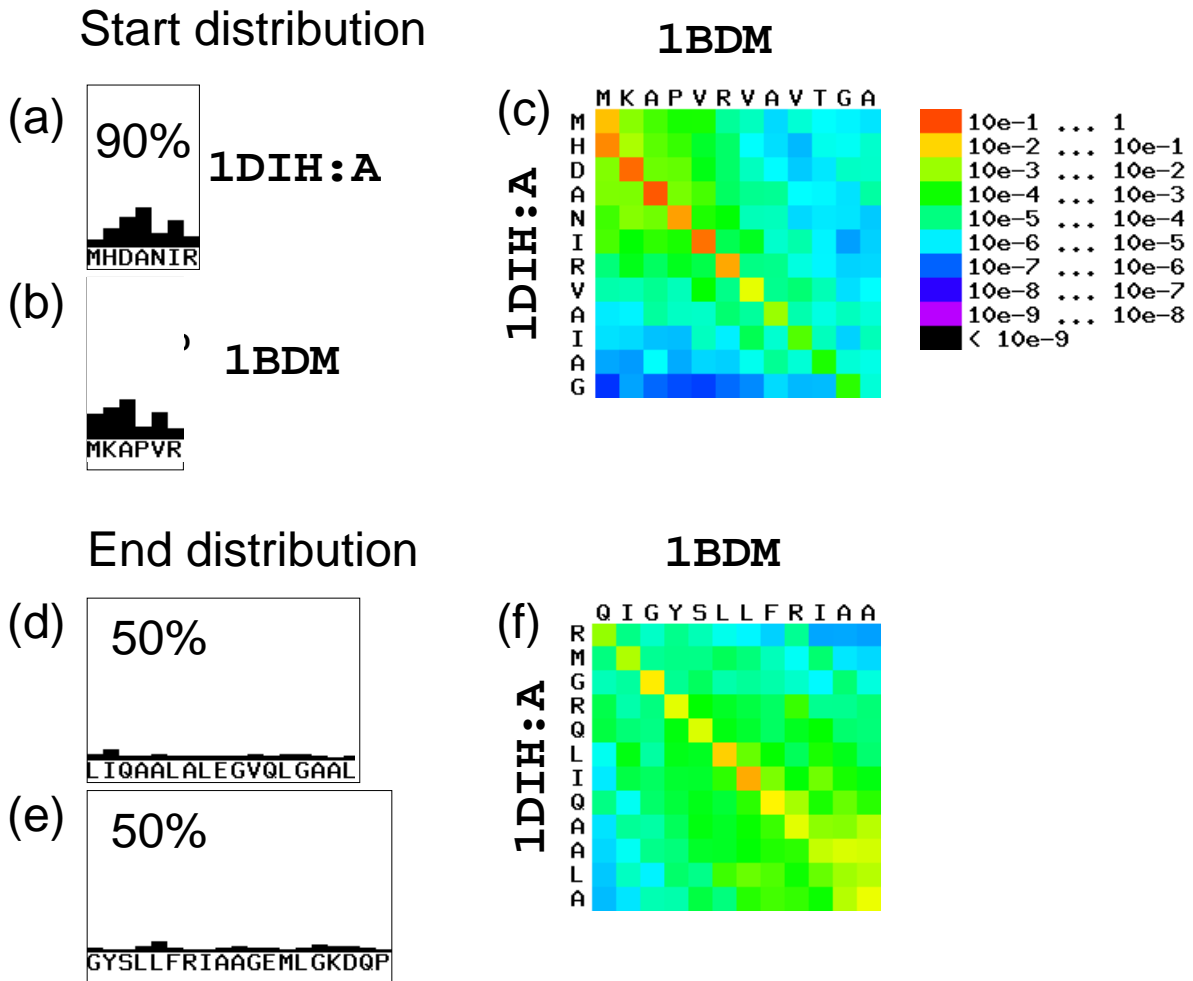 Start distribution
(a)
90%
1DIH:A
MHDANIR
(b)
1BDM
MKAPVR
(c)
1BDM
M K A P V R V A V T G A
1DIH:A
M
H
D
A
N
I
R
V
A
I
A
G
10e-1 ... 1
10e-2 ... 10e-1
10e-3 ... 10e-2
10e-4 ... 10e-3
10e-5 ... 10e-4
10e-6 ... 10e-5
10e-7 ... 10e-6
10e-8 ... 10e-7
10e-9 ... 10e-8
< 10e-9
End distribution
(d)
50%
LIQAALALEGVQLGAAL
(e)
50%
GYSLLFRIAAGEMLGKDQP
(f)
1BDM
Q I G Y S L L F R I A A
1DIH:A
R
M
G
R
Q
L
I
Q
A
A
L
A